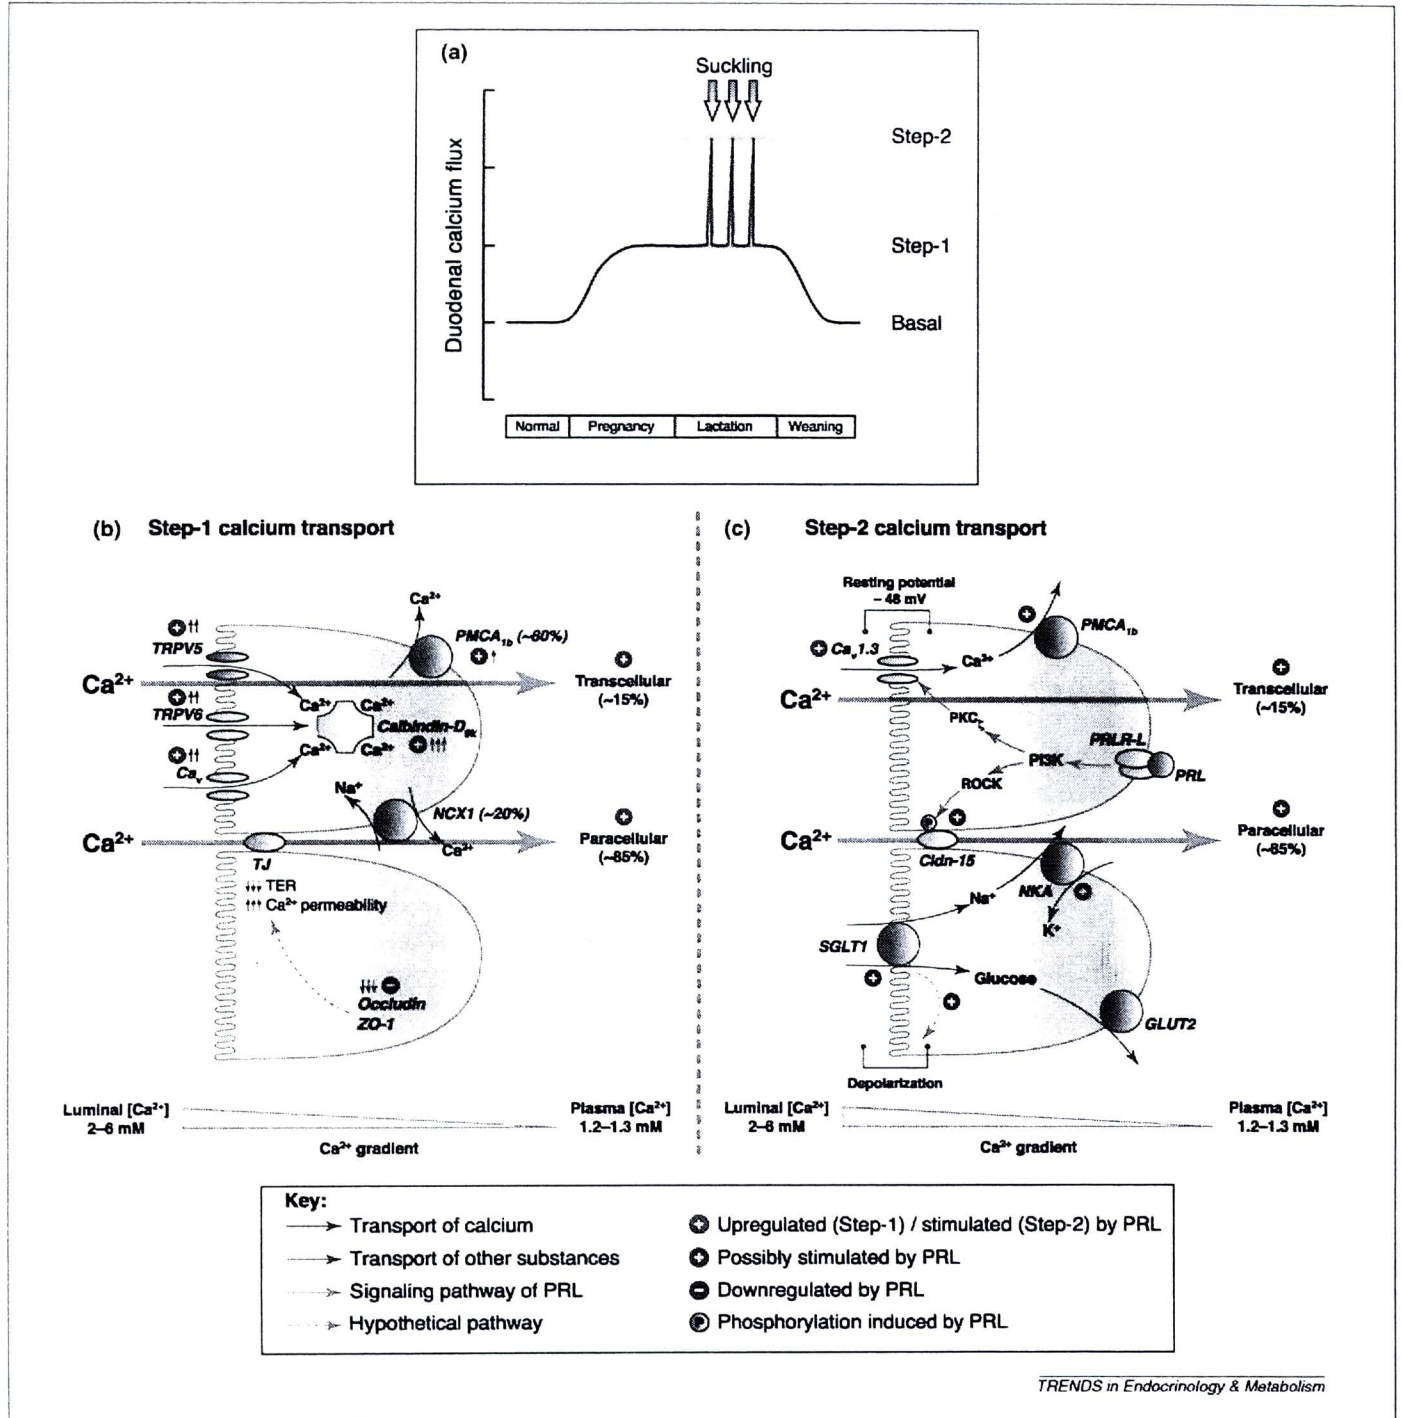 (a)
Suckling
Duodenal calcium flux
Step-2
Step-1
Basal
Normal Pregnancy Lactation Weaning
(b) Step-1 calcium transport
Ca²⁺
PMCA₁b (~80%)
↑
↑↑
TRPV5
Ca²⁺
Transcellular
(~15%)
↑↑
TRPV6
Ca²⁺ Ca²⁺
Calbindin-D₉k
↑↑↑
Ca²⁺ Ca²⁺
↑↑
Caᵥ
Na⁺
NCX1 (~20%)
Ca²⁺
Ca²⁺
Paracellular
(~85%)
TJ
↓↓↓ TER
↑↑↑ Ca²⁺ permeability
↓↓↓
Occludin
ZO-1
Luminal [Ca²⁺]
2–6 mM
Plasma [Ca²⁺]
1.2–1.3 mM
Ca²⁺ gradient
(c) Step-2 calcium transport
Resting potential
– 48 mV
PMCA₁b
Caᵥ1.3
Ca²⁺
Ca²⁺
Transcellular
(~15%)
PKC
PI3K
PRLR-L
PRL
ROCK
P
Ca²⁺
Paracellular
(~85%)
Cldn-15
NKA
Na⁺
K⁺
SGLT1
Glucose
GLUT2
Depolarization
Luminal [Ca²⁺]
2–6 mM
Plasma [Ca²⁺]
1.2–1.3 mM
Ca²⁺ gradient
Key:
Transport of calcium
Transport of other substances
Signaling pathway of PRL
Hypothetical pathway
Upregulated (Step-1) / stimulated (Step-2) by PRL
Possibly stimulated by PRL
Downregulated by PRL
P Phosphorylation induced by PRL
TRENDS in Endocrinology & Metabolism